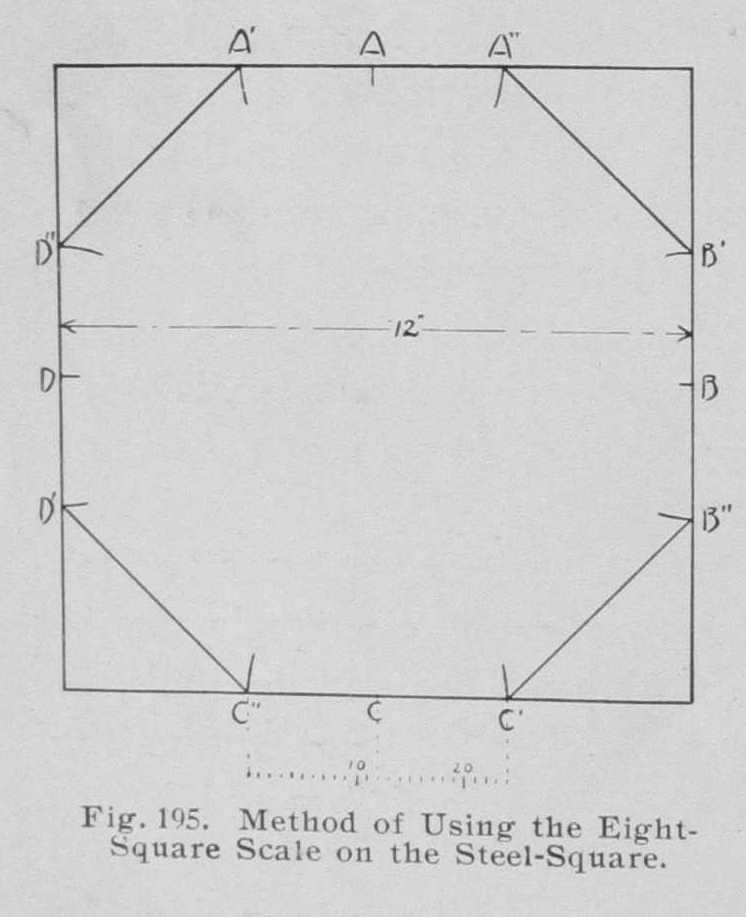 A' A A"
D" B'
12"
D B
D' B"
C" C C'
10 20
Fig. 195. Method of Using the Eight-
Square Scale on the Steel-Square.